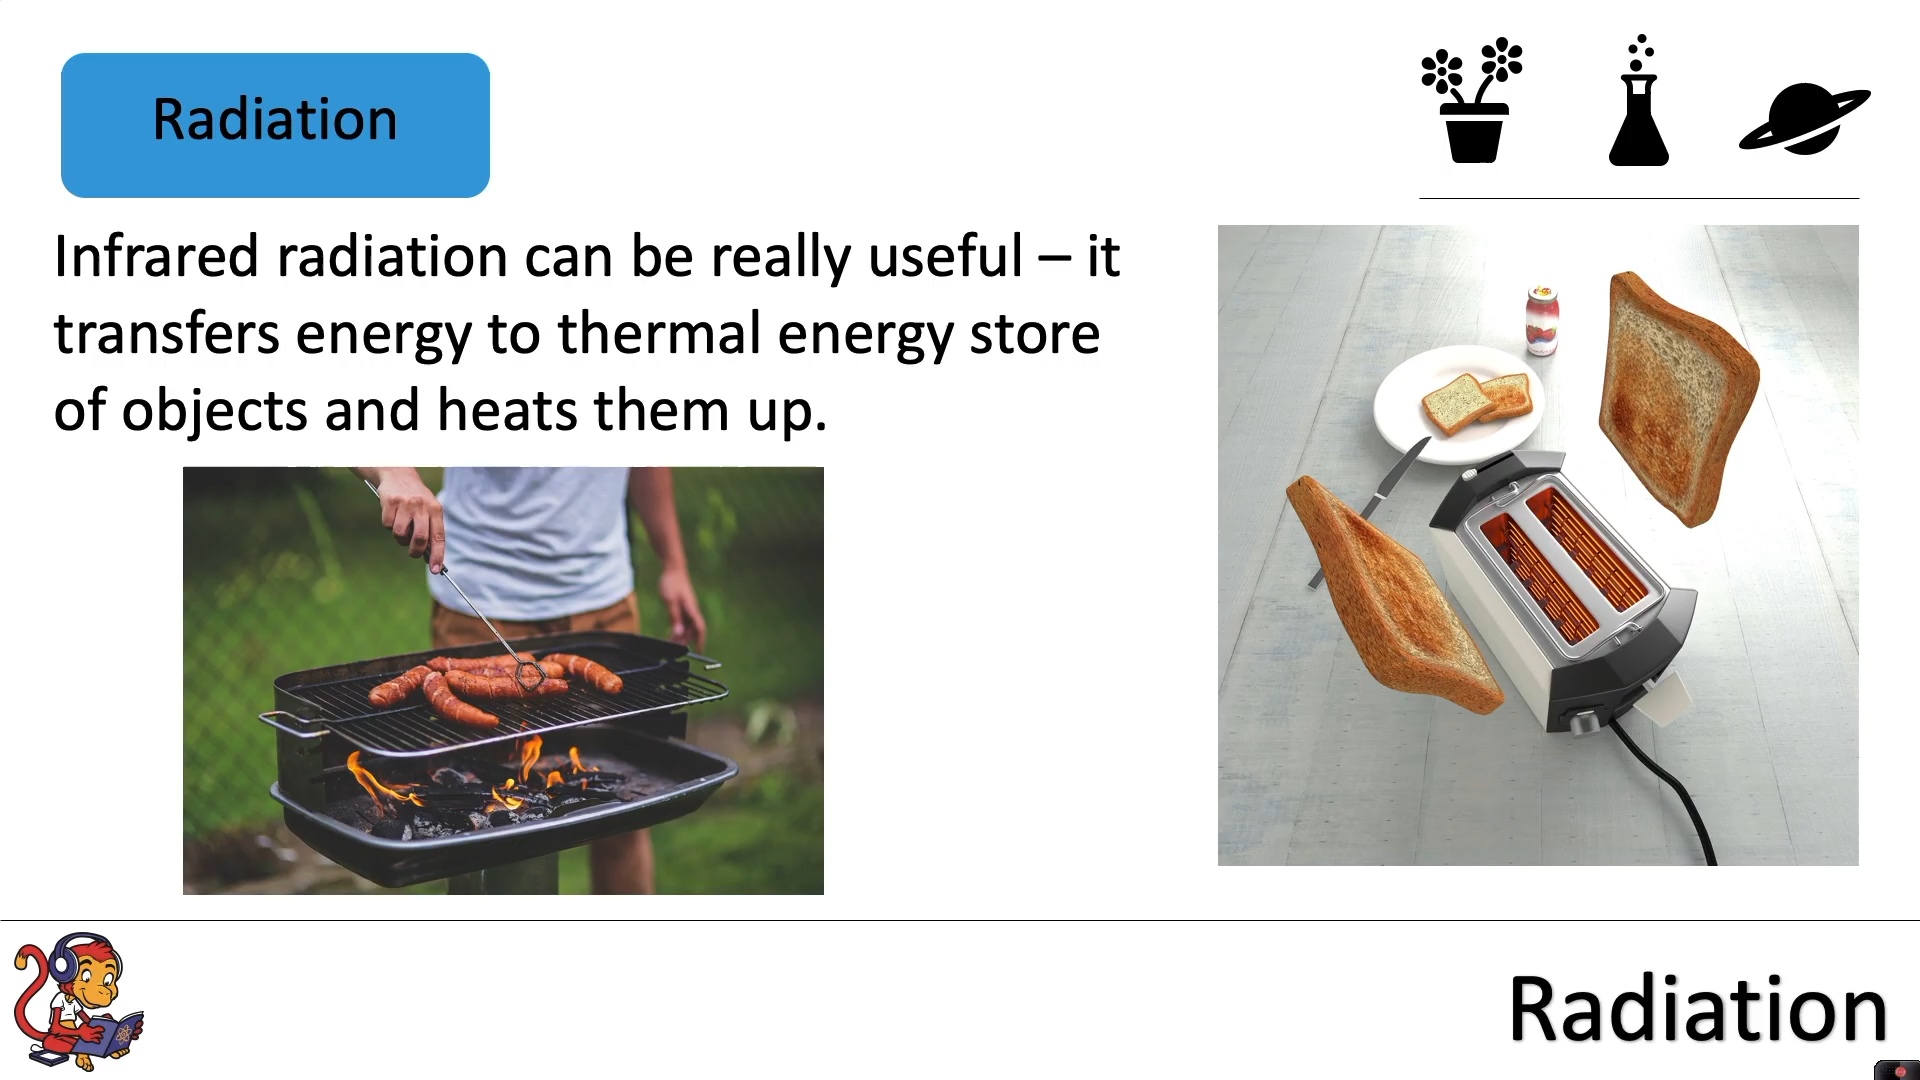 Radiation
Infrared radiation can be really useful – it
transfers energy to thermal energy store
of objects and heats them up.
Radiation